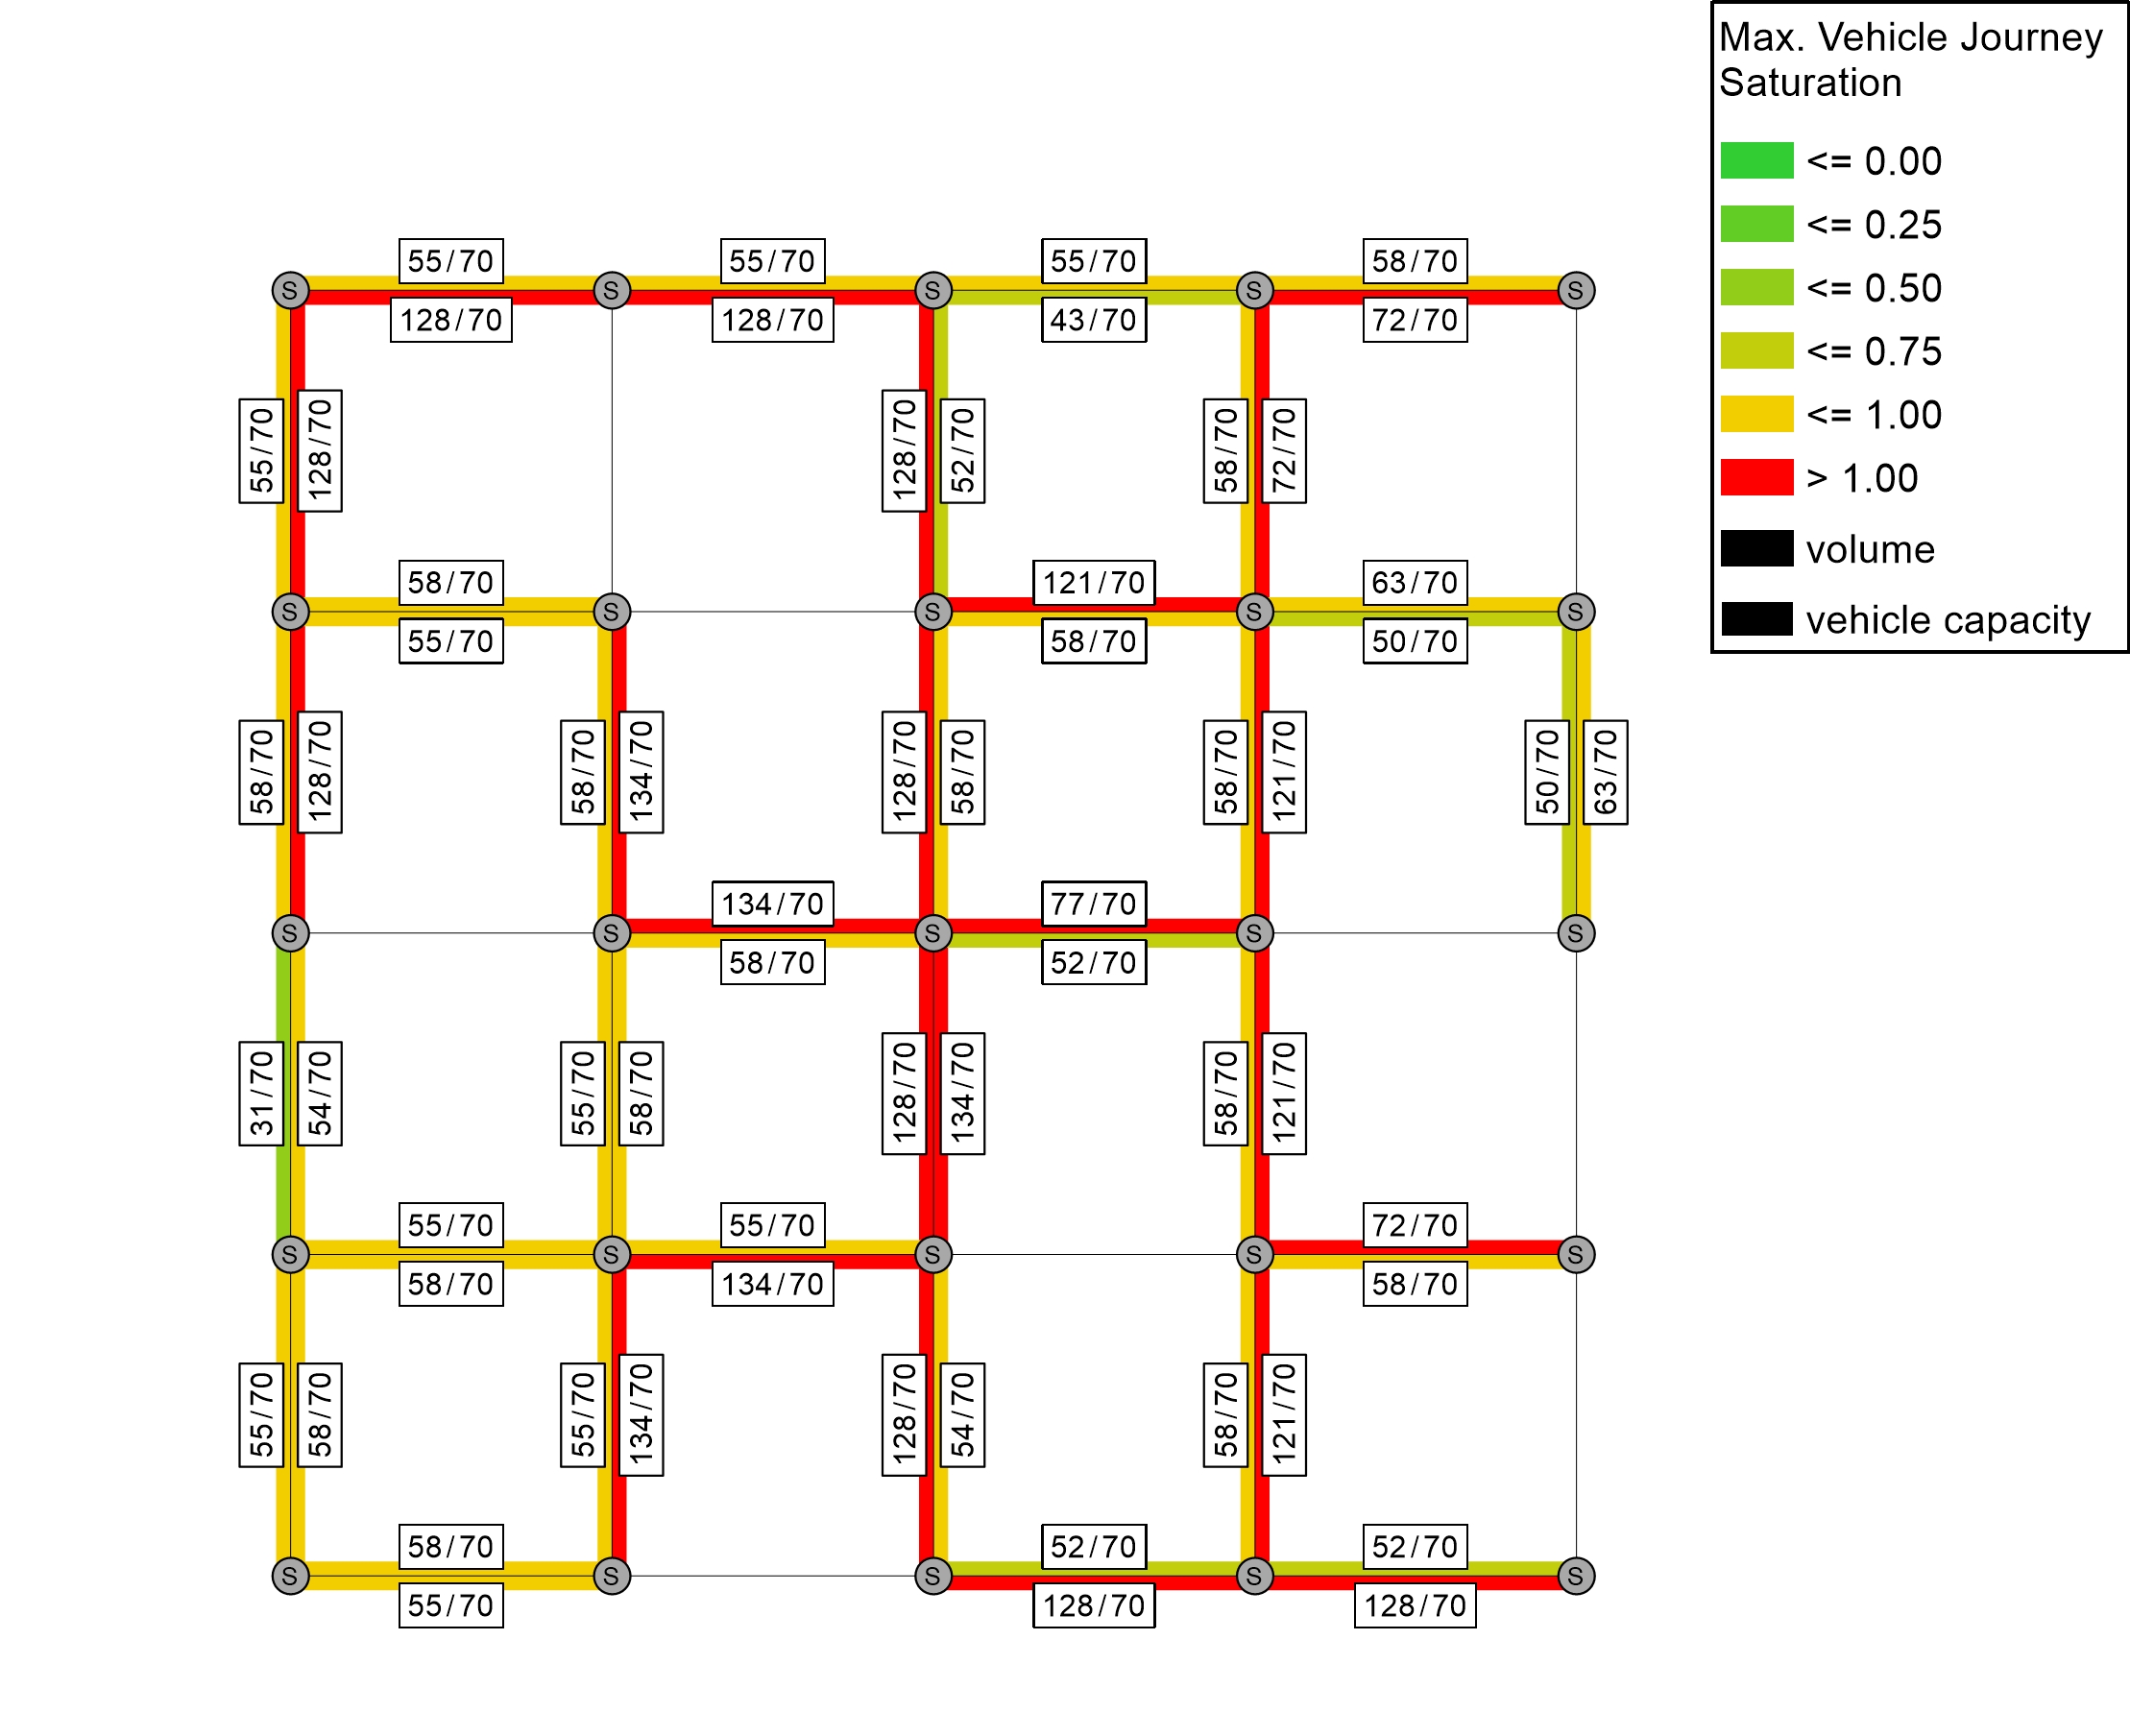 Max. Vehicle Journey
Saturation
<= 0.00
<= 0.25
<= 0.50
<= 0.75
<= 1.00
> 1.00
volume
vehicle capacity
55/70 55/70 55/70 58/70
S S S S S
128/70 128/70 43/70 72/70
55/70 128/70 128/70 52/70 58/70 72/70
58/70 121/70 63/70
S S S S S
55/70 58/70 50/70
58/70 128/70 58/70 134/70 128/70 58/70 58/70 121/70 50/70 63/70
134/70 77/70
S S S S S
58/70 52/70
31/70 54/70 55/70 58/70 128/70 134/70 58/70 121/70
55/70 55/70 72/70
S S S S S
58/70 134/70 58/70
55/70 58/70 55/70 134/70 128/70 54/70 58/70 121/70
58/70 52/70 52/70
S S S S S
55/70 128/70 128/70